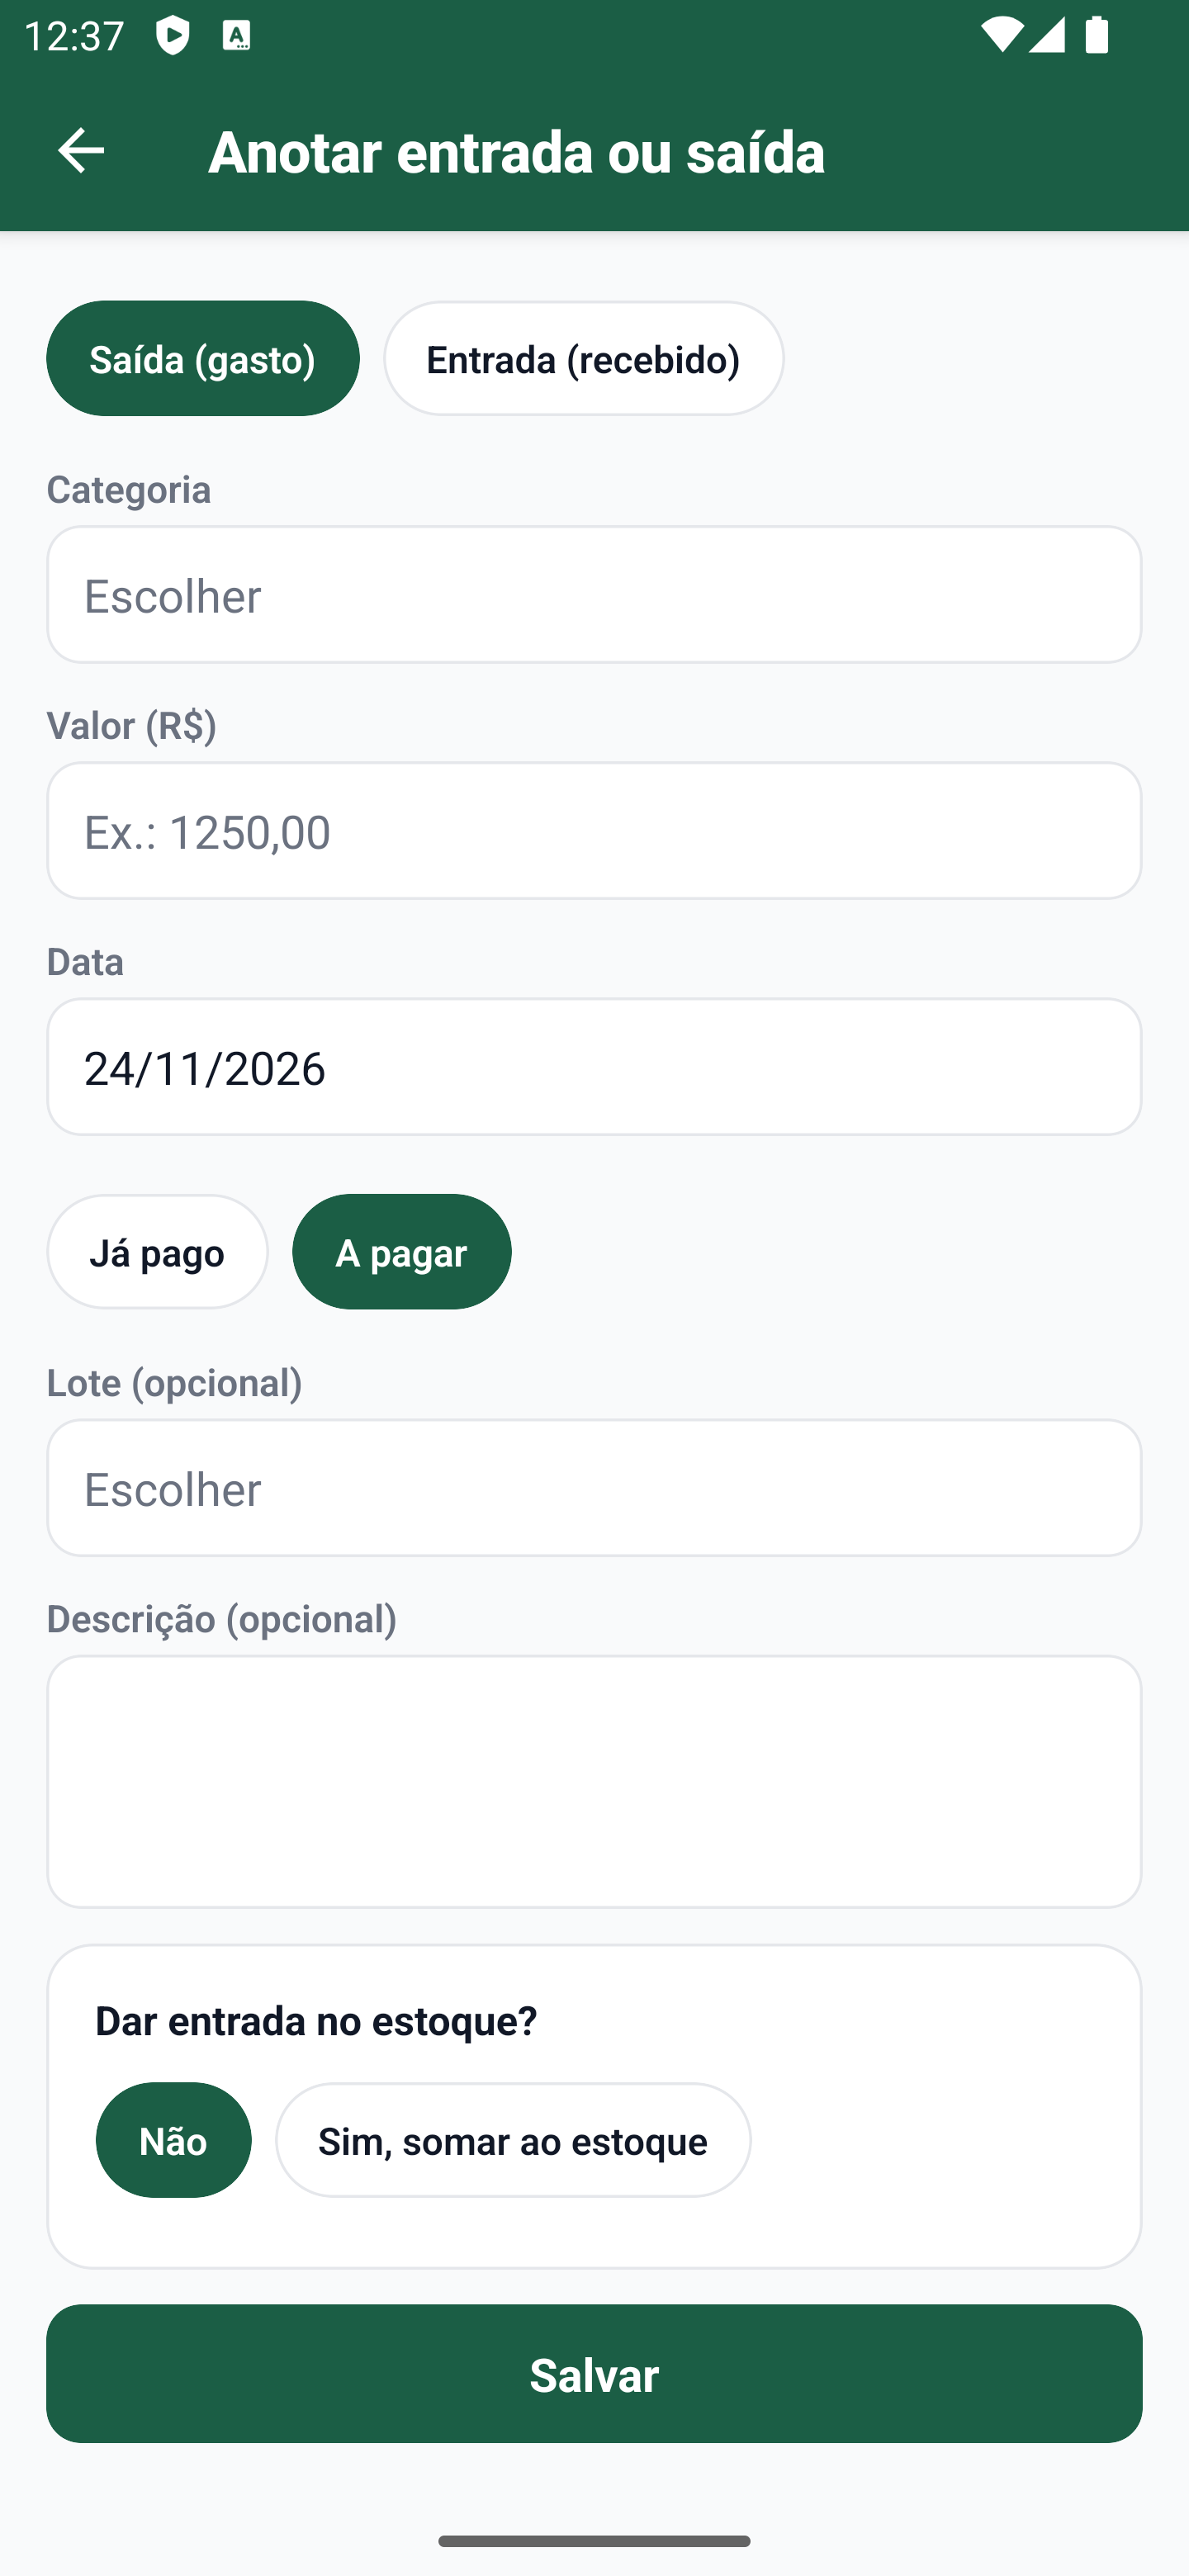 12:37
Anotar entrada ou saída
Saída (gasto) Entrada (recebido)
Categoria
Escolher
Valor (R$)
Ex.: 1250,00
Data
24/11/2026
Já pago A pagar
Lote (opcional)
Escolher
Descrição (opcional)
Dar entrada no estoque?
Não Sim, somar ao estoque
Salvar